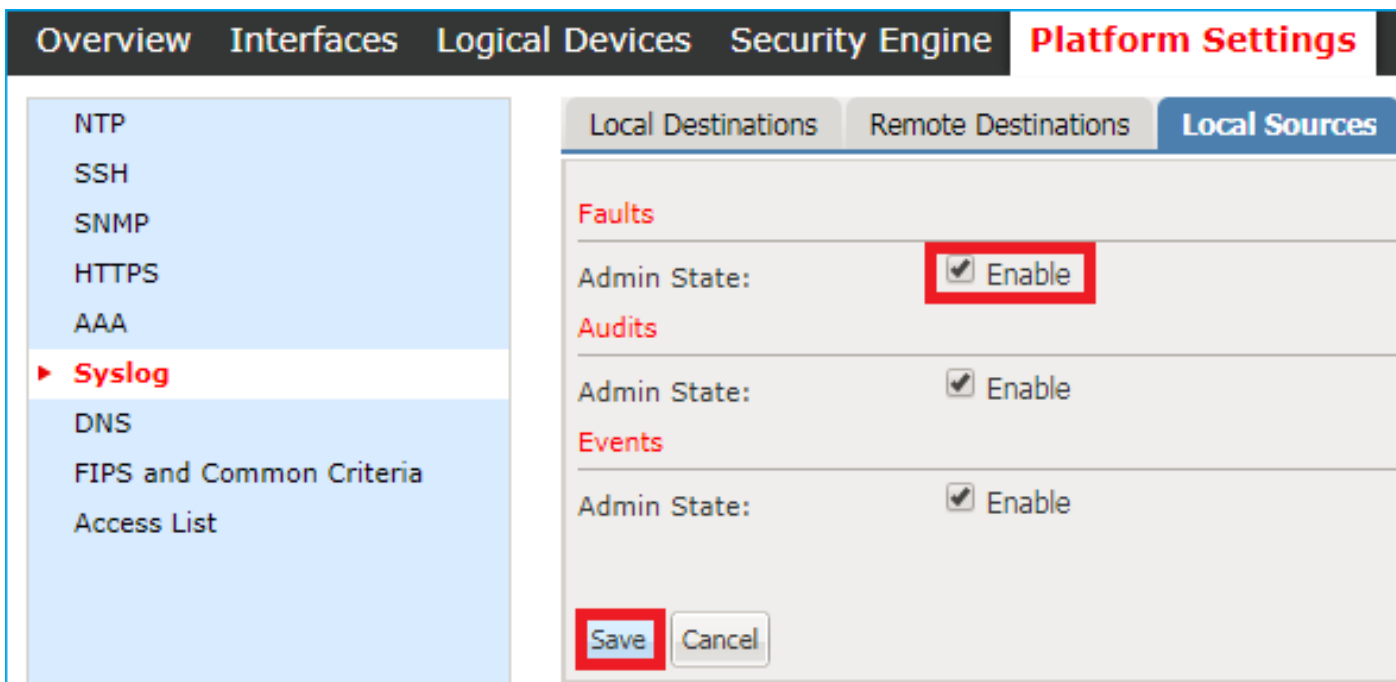 Overview Interfaces Logical Devices Security Engine Platform Settings
NTP
SSH
SNMP
HTTPS
AAA
Syslog
DNS
FIPS and Common Criteria
Access List
Local Destinations Remote Destinations Local Sources
Faults
Admin State: Enable
Audits
Admin State: Enable
Events
Admin State: Enable
Save Cancel